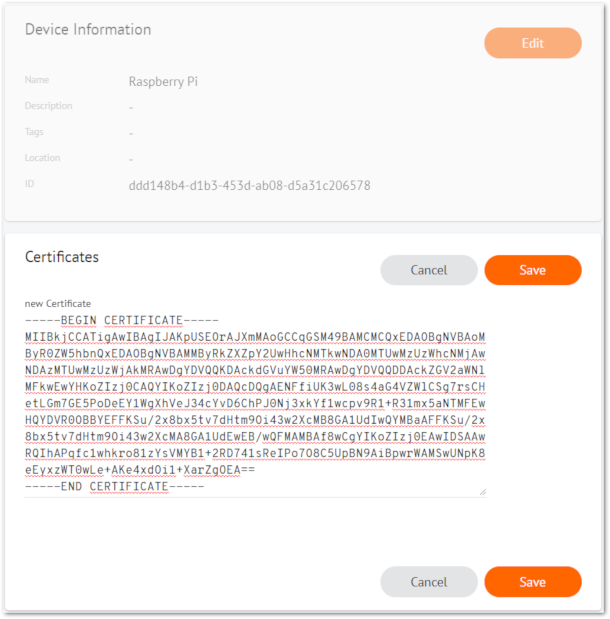 Device Information
Edit
Name
Raspberry Pi
Description
-
Tags
-
Location
-
ID
ddd148b4-d1b3-453d-ab08-d5a31c206578
Certificates
Cancel
Save
new Certificate
-----BEGIN CERTIFICATE-----
MIIBkjCCATigAwIBAgIJAKpUSEOrAJXmMAoGCCqGSM49BAMCMCQxEDAOBgNVBAoM
ByR0ZW5hbnQxEDAOBgNVBAMMByRkZXZpY2UwHhcNMTkwNDA0MTUwMzUzWhcNMjAw
NDAzMTUwMzUzWjAkMRAwDgYDVQQKDAckdGVuYW50MRAwDgYDVQQDDAckZGV2aWNl
MFkwEwYHKoZIzj0CAQYIKoZIzj0DAQcDQgAENFfiUK3wL08s4aG4VZW1CSg7rsCH
etLGm7GE5PoDeEY1WgXhVeJ34cYvD6ChPJ0Nj3xkYf1wcpv9R1+R31mx5aNTMFEw
HQYDVR0OBBYEFFKSu/2x8bx5tv7dHtm9Oi43w2XcMB8GA1UdIwQYMBaAFFKSu/2x
8bx5tv7dHtm9Oi43w2XcMA8GA1UdEwEB/wQFMAMBAf8wCgYIKoZIzj0EAwIDSAAw
RQIhAPqfc1whkro81zYsVMYB1+2RD741sReIPo7O8C5UpBN9AiBpwrWAMSwUNpK8
eEyxzWT0wLe+AKe4xdOi1+XarZgOEA==
-----END CERTIFICATE-----
Cancel
Save